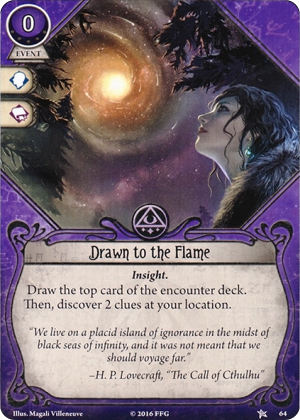 0
EVENT
Drawn to the Flame
Insight.
Draw the top card of the encounter deck.
Then, discover 2 clues at your location.
"We live on a placid island of ignorance in the midst of
black seas of infinity, and it was not meant that we
should voyage far."
–H. P. Lovecraft, "The Call of Cthulhu"
Illus. Magali Villeneuve
© 2016 FFG
64